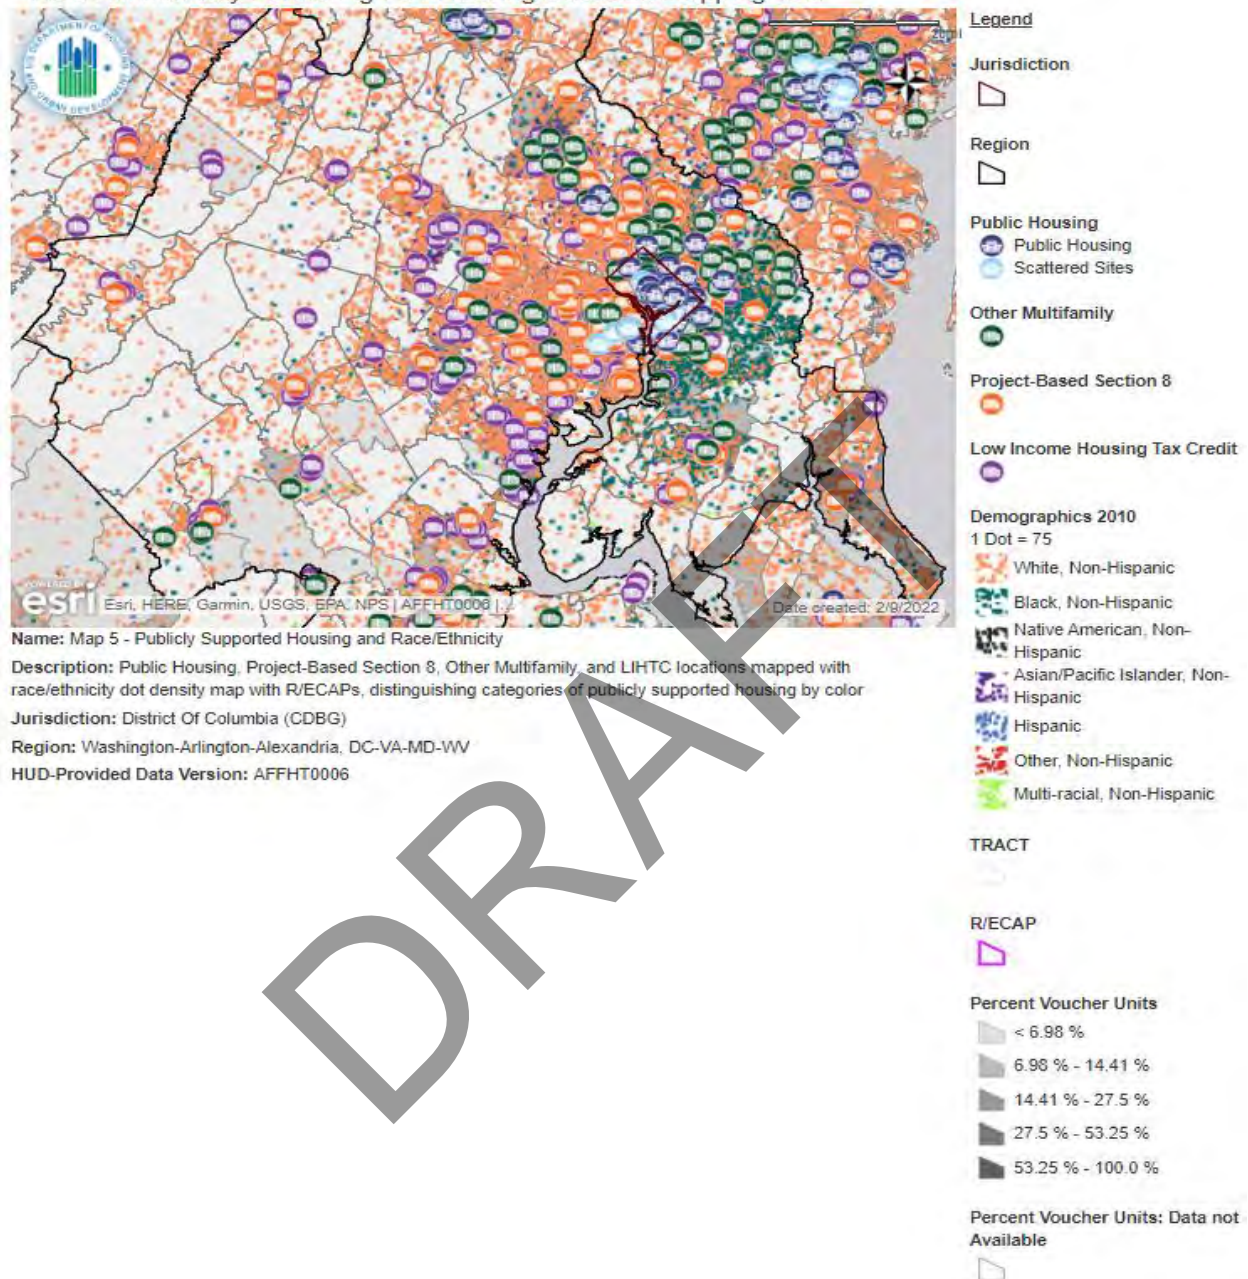 Legend
Jurisdiction
Region
Public Housing
Public Housing
Scattered Sites
Other Multifamily
Project-Based Section 8
Low Income Housing Tax Credit
Demographics 2010
1 Dot = 75
White, Non-Hispanic
Black, Non-Hispanic
Native American, Non-
Hispanic
Asian/Pacific Islander, Non-
Hispanic
Hispanic
Other, Non-Hispanic
Multi-racial, Non-Hispanic
TRACT
R/ECAP
Percent Voucher Units
< 6.98 %
6.98 % - 14.41 %
14.41 % - 27.5 %
27.5 % - 53.25 %
53.25 % - 100.0 %
Percent Voucher Units: Data not
Available
POWERED BY
esri
Esri, HERE, Garmin, USGS, EPA, NPS | AFFHT0006 |...
Date created: 2/9/2022
Name: Map 5 - Publicly Supported Housing and Race/Ethnicity
Description: Public Housing, Project-Based Section 8, Other Multifamily, and LIHTC locations mapped with
race/ethnicity dot density map with R/ECAPs, distinguishing categories of publicly supported housing by color
Jurisdiction: District Of Columbia (CDBG)
Region: Washington-Arlington-Alexandria, DC-VA-MD-WV
HUD-Provided Data Version: AFFHT0006
DRAFT